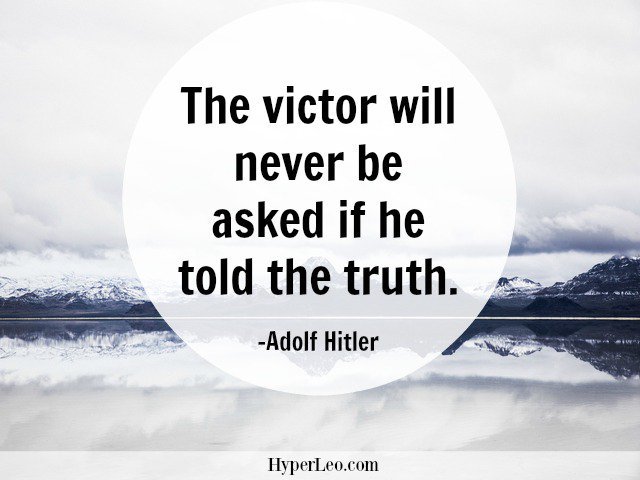 The victor will
never be
asked if he
told the truth.
-Adolf Hitler
HyperLeo.com